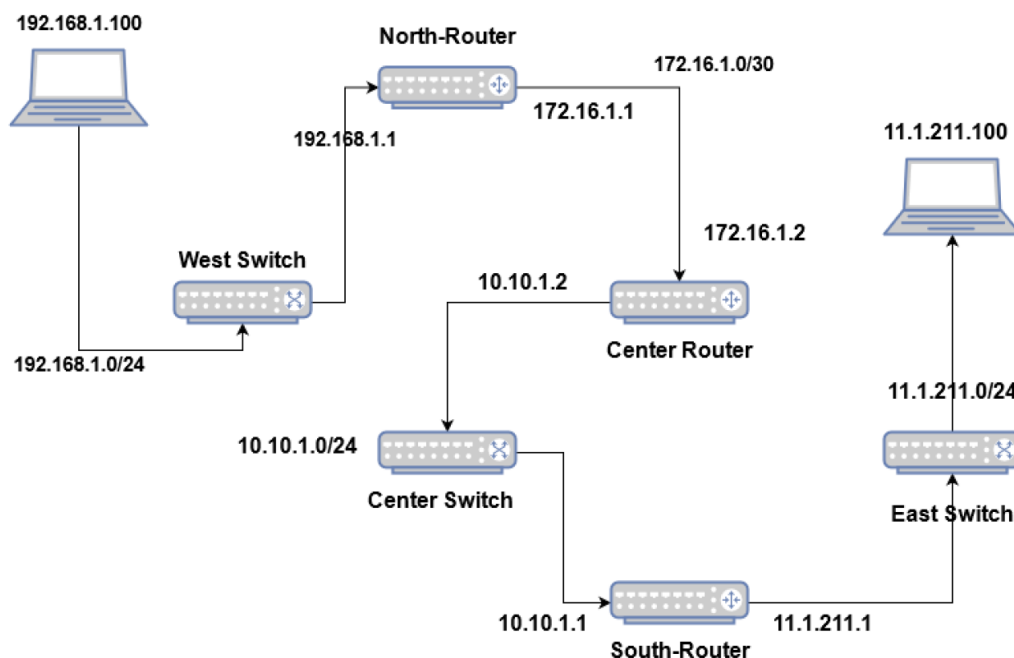 192.168.1.100
North-Router
172.16.1.0/30
172.16.1.1
192.168.1.1
11.1.211.100
172.16.1.2
West Switch
10.10.1.2
Center Router
192.168.1.0/24
11.1.211.0/24
10.10.1.0/24
Center Switch
East Switch
10.10.1.1
11.1.211.1
South-Router